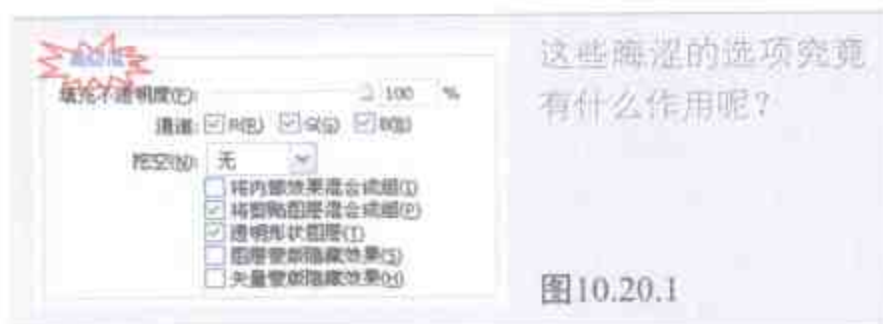 高级混
填充不透明度(F): 100 %
通道: R(R) G(G) B(B)
挖空(N): 无
将内部效果混合成组(I)
将剪贴图层混合成组(P)
透明形状图层(T)
图层蒙版隐藏效果(S)
矢量蒙版隐藏效果(H)
这些晦涩的选项究竟
有什么作用呢?
图10.20.1